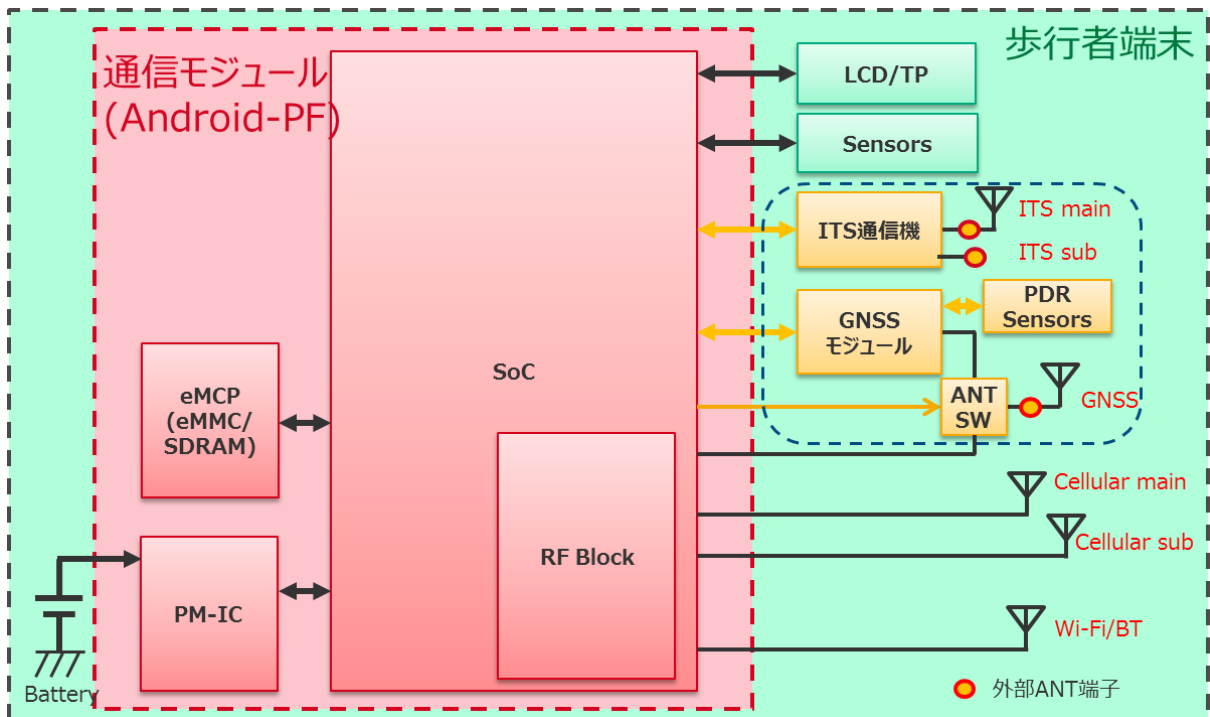 歩行者端末
通信モジュール
(Android-PF)
LCD/TP
Sensors
ITS通信機
ITS main
ITS sub
GNSS
モジュール
PDR
Sensors
SoC
ANT
SW
GNSS
eMCP
(eMMC/
SDRAM)
Cellular main
Cellular sub
RF Block
PM-IC
Wi-Fi/BT
Battery
外部ANT端子